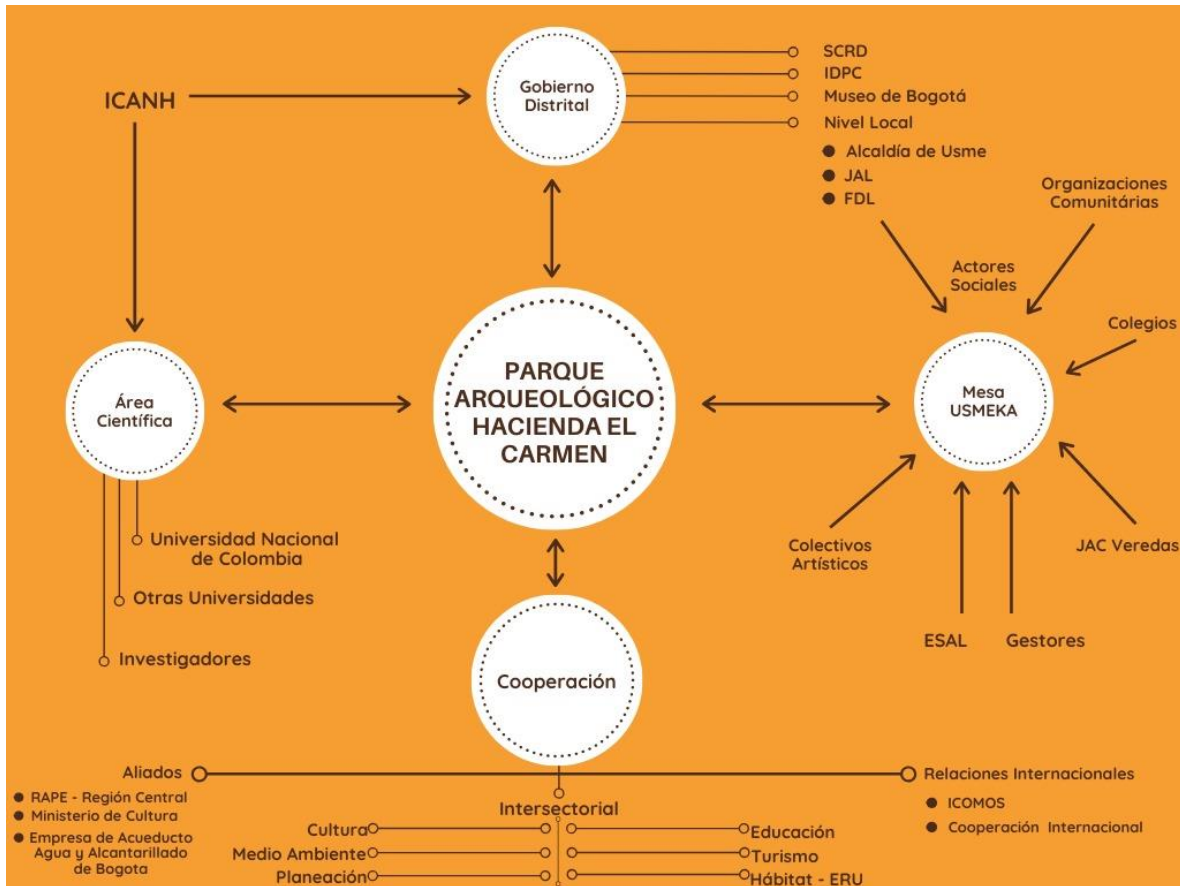 ICANH
Gobierno
Distrital
SCRD
IDPC
Museo de Bogotá
Nivel Local
Alcaldía de Usme
JAL
FDL
Organizaciones
Comunitárias
Actores
Sociales
Colegios
Mesa
USMEKA
JAC Veredas
Gestores
ESAL
Colectivos
Artísticos
PARQUE
ARQUEOLÓGICO
HACIENDA EL
CARMEN
Área
Científica
Universidad Nacional
de Colombia
Otras Universidades
Investigadores
Cooperación
Aliados
RAPE - Región Central
Ministerio de Cultura
Empresa de Acueducto
Agua y Alcantarillado
de Bogota
Intersectorial
Cultura
Medio Ambiente
Planeación
Educación
Turismo
Hábitat - ERU
Relaciones Internacionales
ICOMOS
Cooperación Internacional